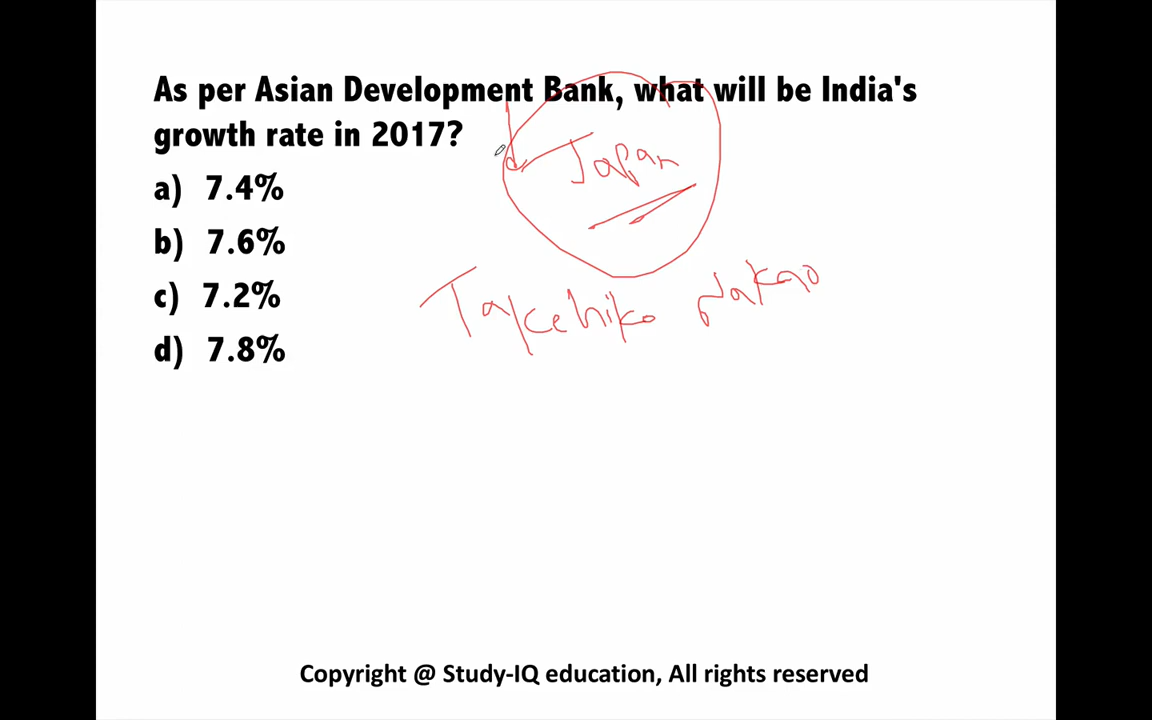 As per Asian Development Bank, what will be India's
growth rate in 2017?
Japan
a) 7.4%
b) 7.6%
c) 7.2%
Takehiko Nakao
d) 7.8%
Copyright @ Study-IQ education, All rights reserved